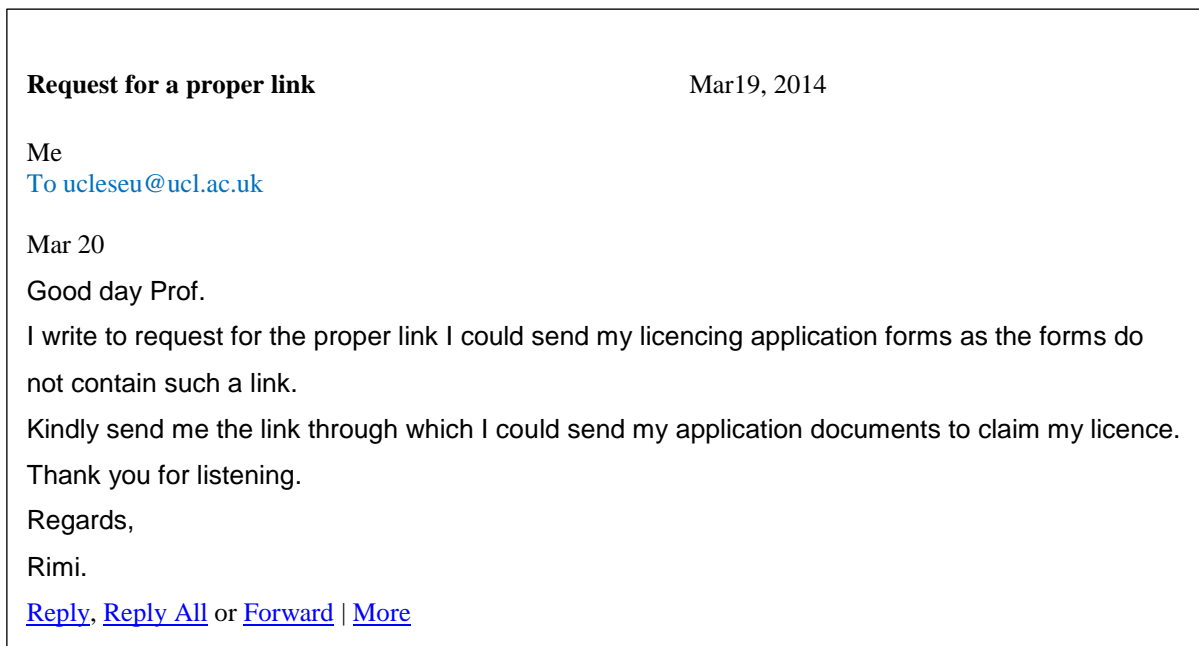 Request for a proper link Mar19, 2014
Me
To ucleseu@ucl.ac.uk
Mar 20
Good day Prof.
I write to request for the proper link I could send my licencing application forms as the forms do
not contain such a link.
Kindly send me the link through which I could send my application documents to claim my licence.
Thank you for listening.
Regards,
Rimi.
Reply, Reply All or Forward | More